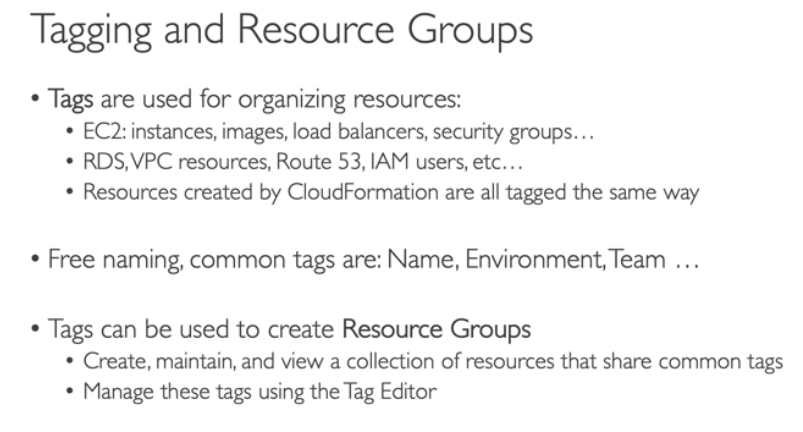 Tagging and Resource Groups
• Tags are used for organizing resources:
• EC2: instances, images, load balancers, security groups…
• RDS, VPC resources, Route 53, IAM users, etc…
• Resources created by CloudFormation are all tagged the same way
• Free naming, common tags are: Name, Environment, Team …
• Tags can be used to create Resource Groups
• Create, maintain, and view a collection of resources that share common tags
• Manage these tags using the Tag Editor